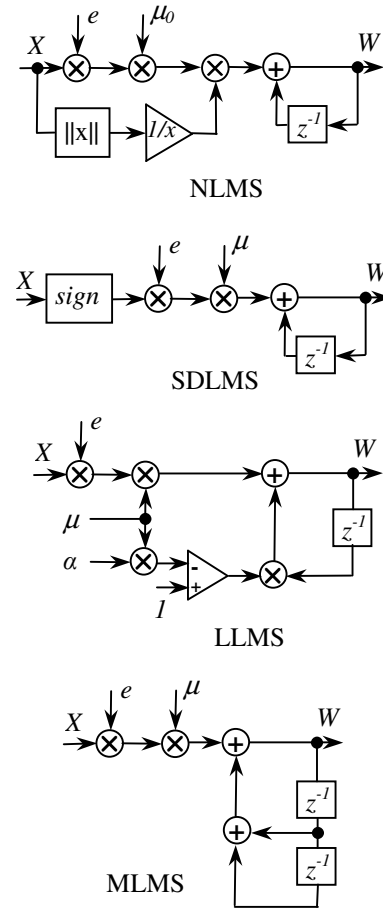 e μ₀
X W
||x|| 1/x z⁻¹
NLMS
e μ
X W
sign
z⁻¹
SDLMS
e
X W
μ z⁻¹
α -
+
1
LLMS
e μ
X W
z⁻¹
z⁻¹
MLMS